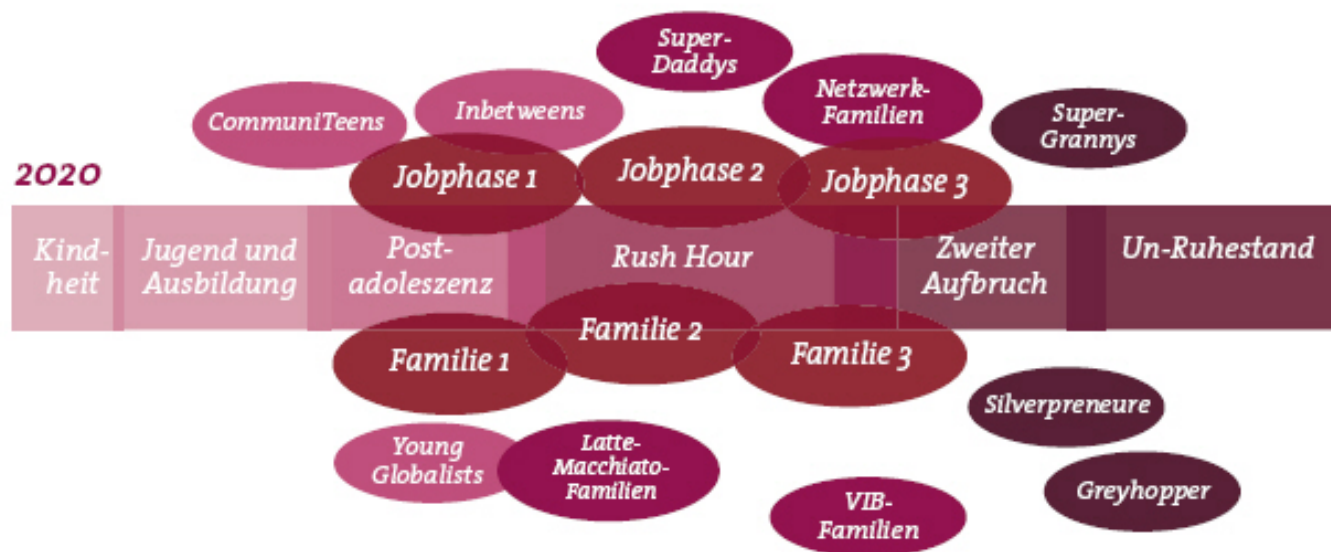 Super-
Daddys
Netzwerk-
Familien
Inbetweens
CommuniTeens
Super-
Grannys
2020
Jobphase 1
Jobphase 2
Jobphase 3
Kind-
heit
Jugend und
Ausbildung
Post-
adoleszenz
Rush Hour
Zweiter
Aufbruch
Un-Ruhestand
Familie 1
Familie 2
Familie 3
Silverpreneure
Young
Globalists
Latte-
Macchiato-
Familien
Greyhopper
VIB-
Familien